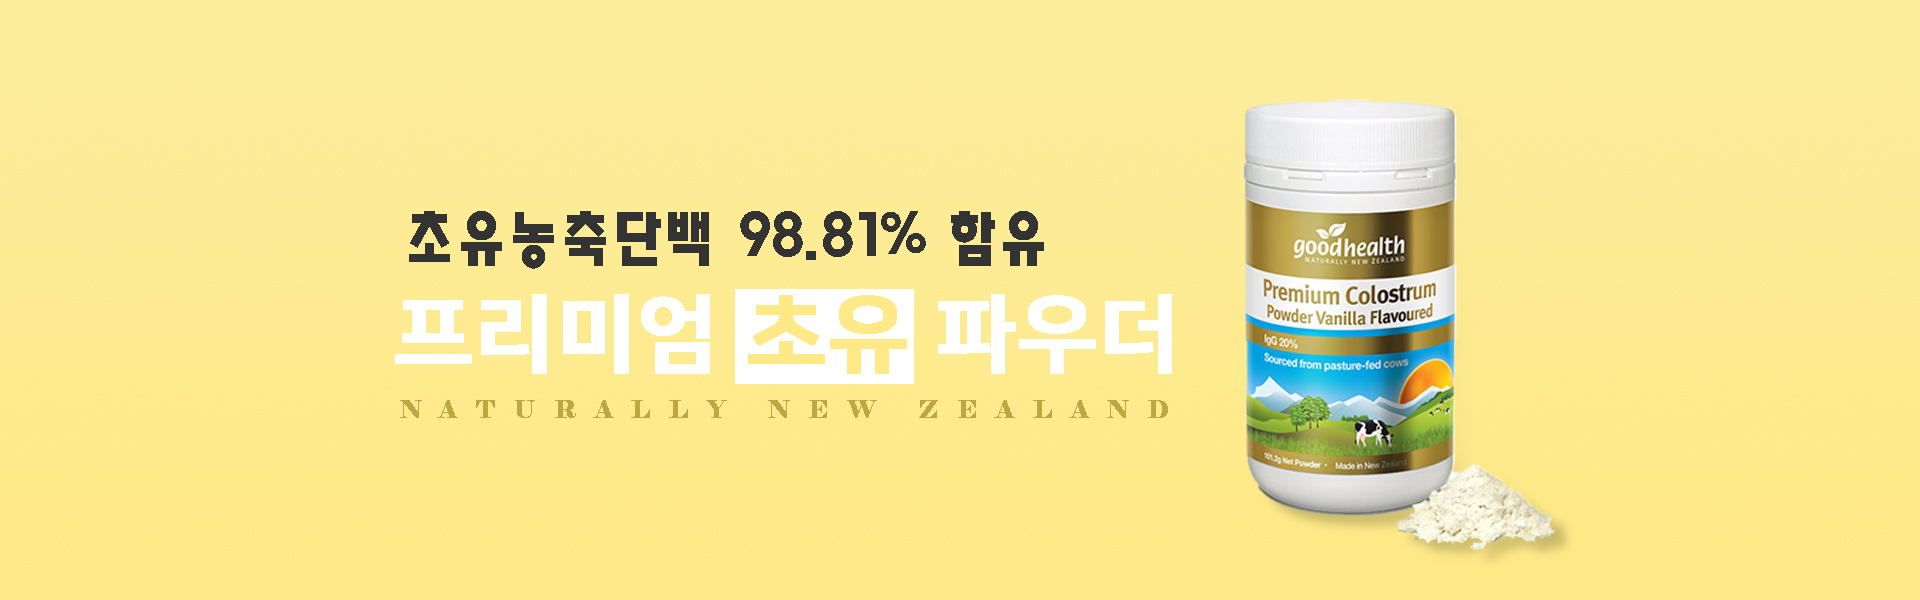 초유농축단백 98.81% 함유
프리미엄 초유 파우더
NATURALLY NEW ZEALAND
goodhealth
NATURALLY NEW ZEALAND
Premium Colostrum
Powder Vanilla Flavoured
IgG 20%
Sourced from pasture-fed cows
101.2g Net Powder • Made in New Zealand